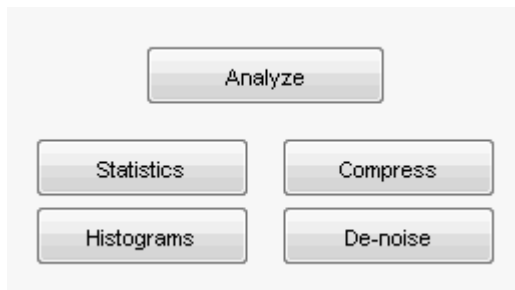 Analyze
Statistics
Compress
Histograms
De-noise